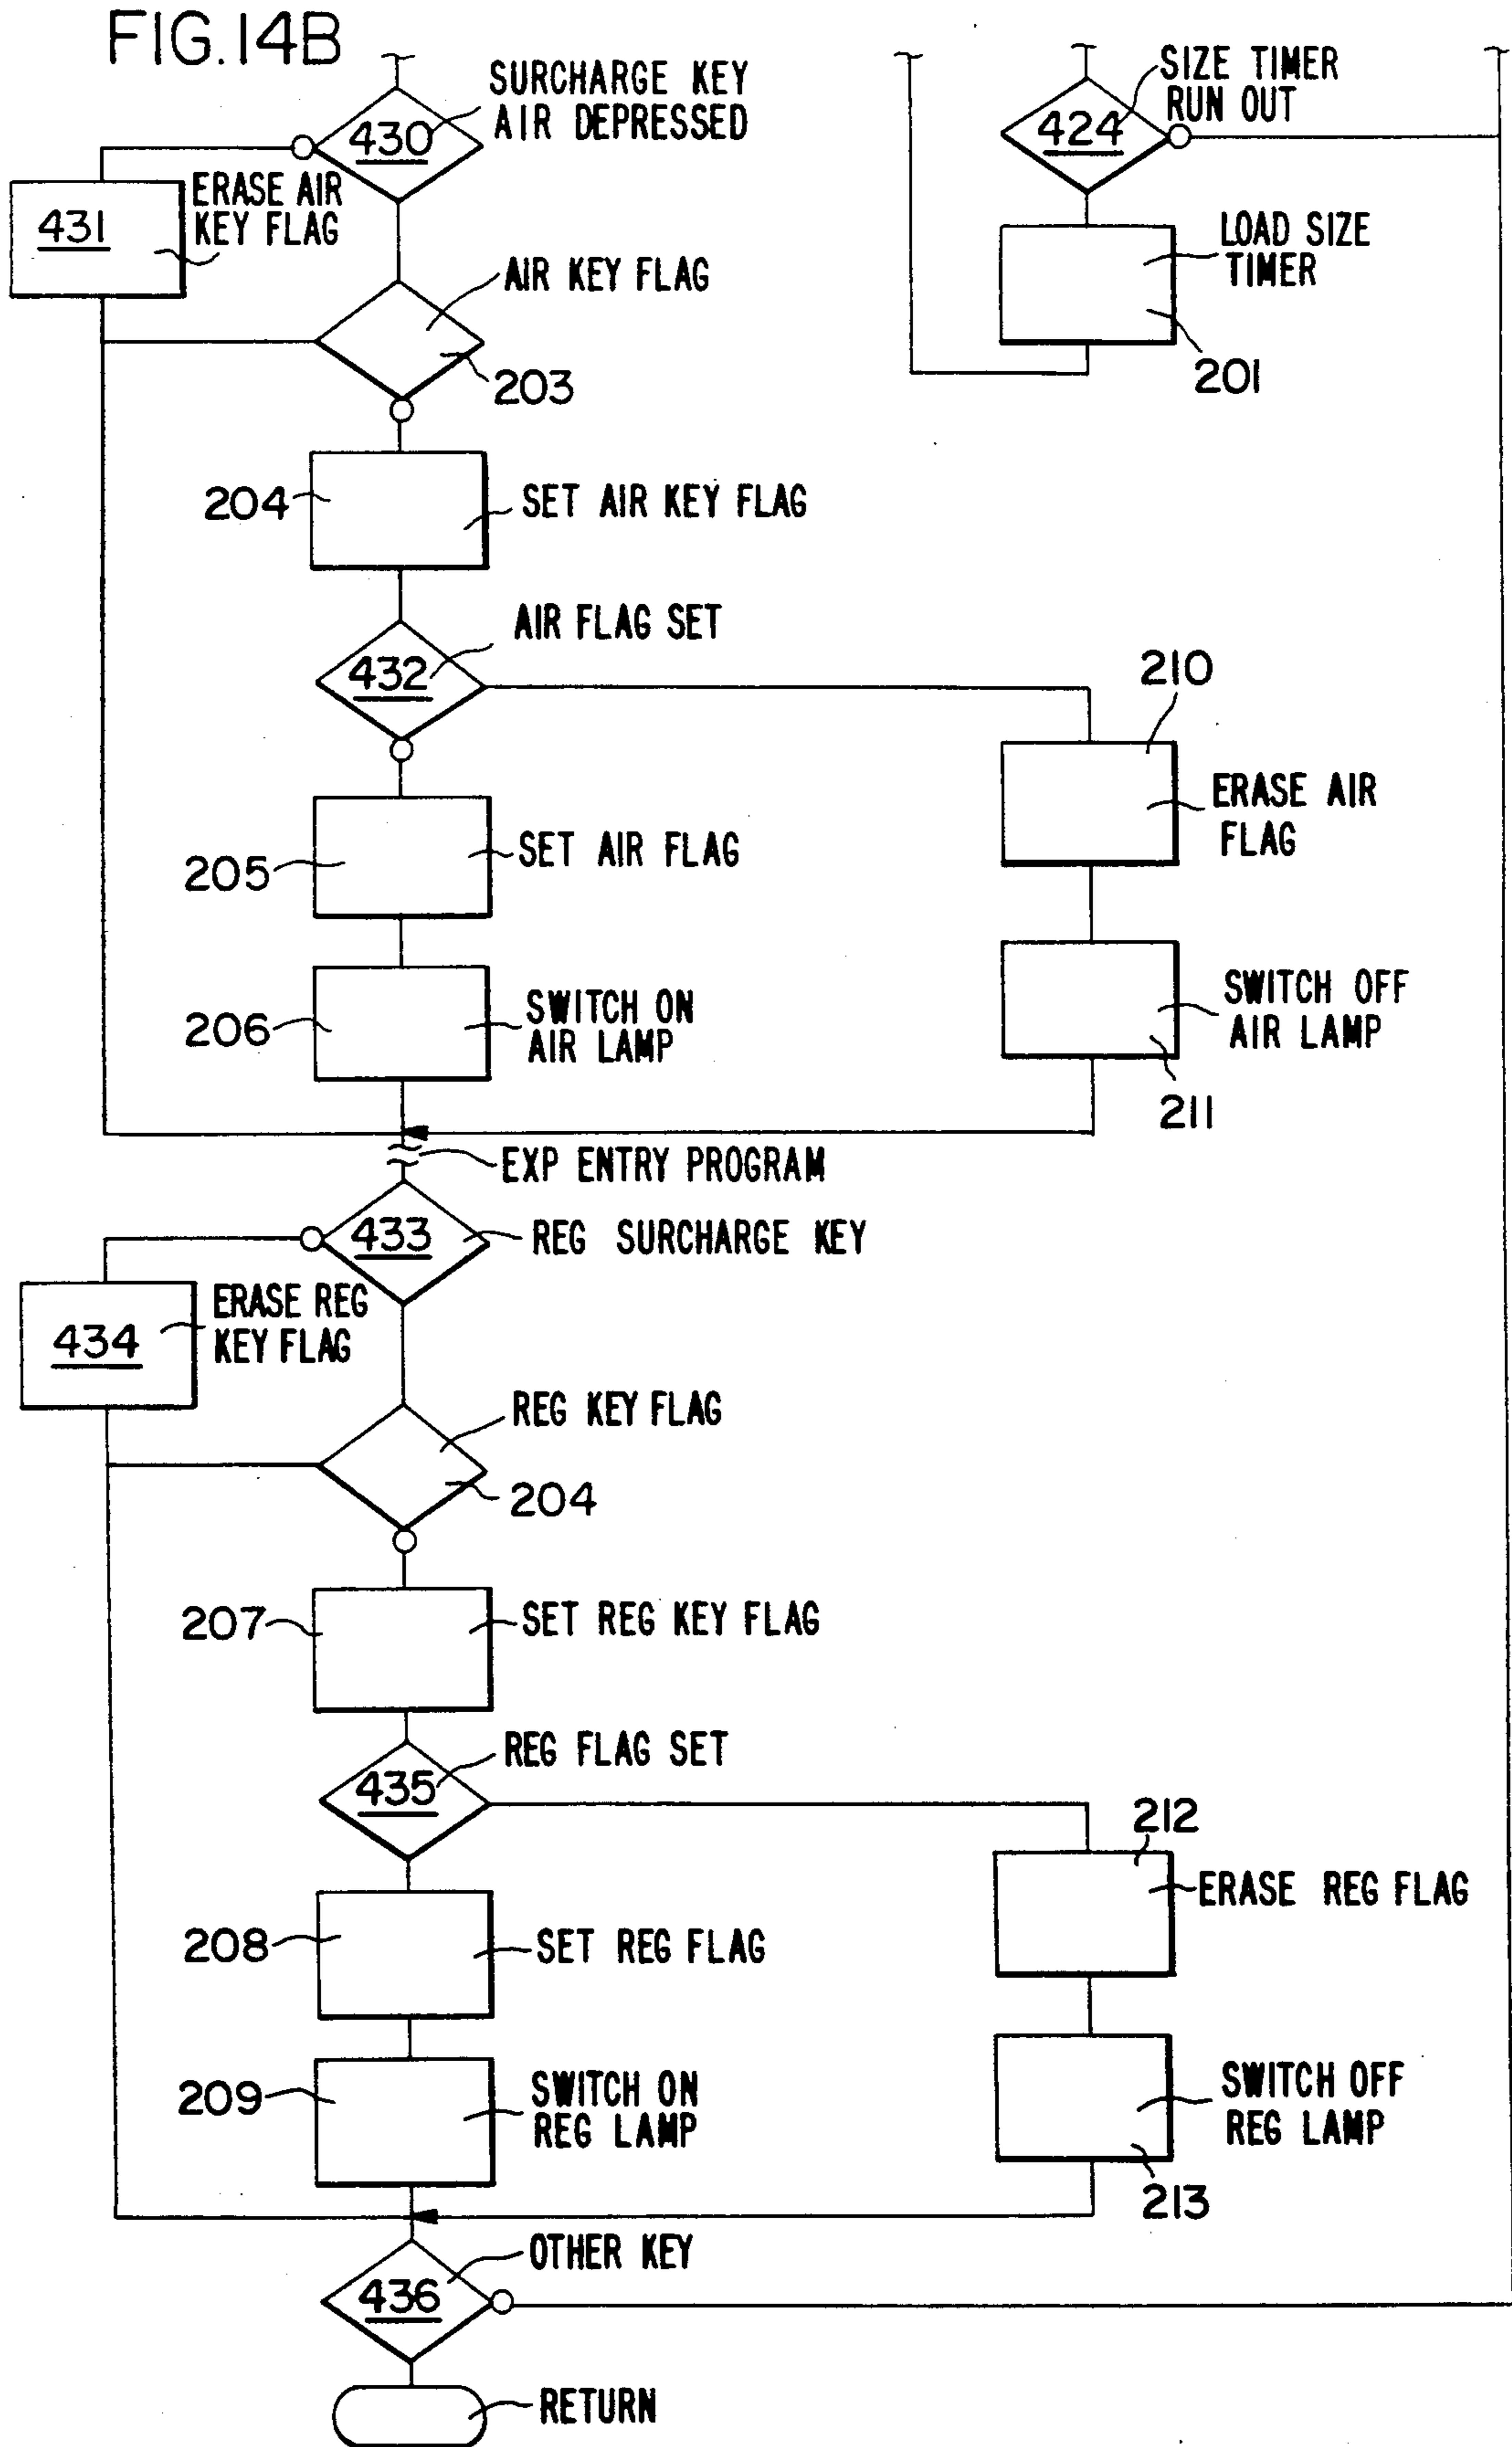 FIG. 14B
SURCHARGE KEY
AIR DEPRESSED
430
SIZE TIMER
RUN OUT
424
ERASE AIR
KEY FLAG
431
LOAD SIZE
TIMER
201
AIR KEY FLAG
203
204
SET AIR KEY FLAG
AIR FLAG SET
432
210
ERASE AIR
FLAG
205
SET AIR FLAG
206
SWITCH ON
AIR LAMP
SWITCH OFF
AIR LAMP
211
EXP ENTRY PROGRAM
433
REG SURCHARGE KEY
ERASE REG
KEY FLAG
434
REG KEY FLAG
204
207
SET REG KEY FLAG
REG FLAG SET
435
212
ERASE REG FLAG
208
SET REG FLAG
209
SWITCH ON
REG LAMP
SWITCH OFF
REG LAMP
213
OTHER KEY
436
RETURN